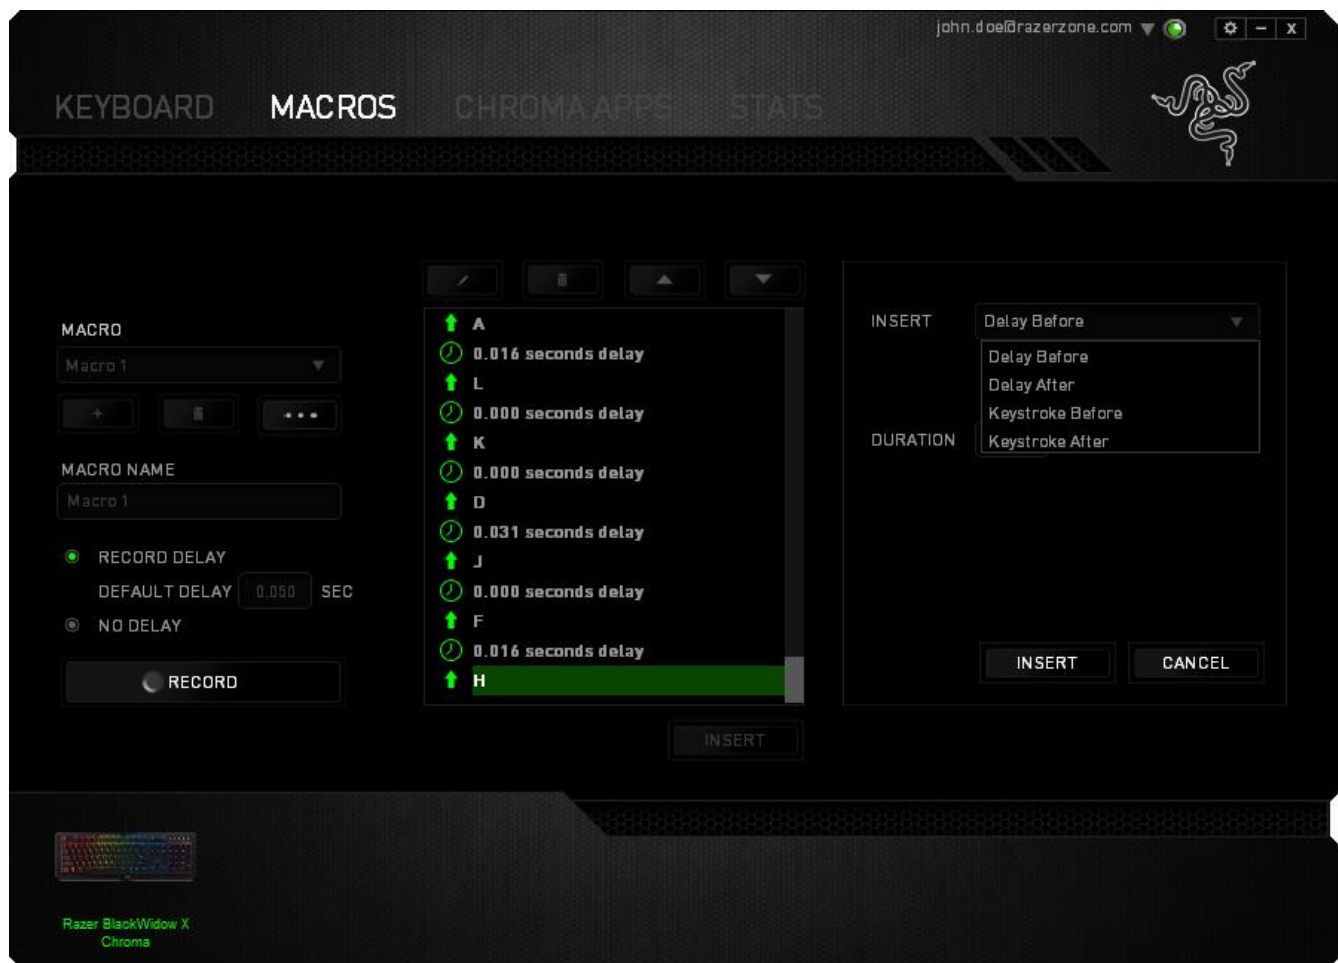 john.doe@razerzone.com
KEYBOARD MACROS CHROMA APPS STATS
MACRO
Macro 1
MACRO NAME
Macro 1
RECORD DELAY
DEFAULT DELAY 0.050 SEC
NO DELAY
RECORD
A
0.016 seconds delay
L
0.000 seconds delay
K
0.000 seconds delay
D
0.031 seconds delay
J
0.000 seconds delay
F
0.016 seconds delay
H
INSERT
INSERT Delay Before
Delay Before
Delay After
Keystroke Before
Keystroke After
DURATION
INSERT CANCEL
Razer BlackWidow X
Chroma